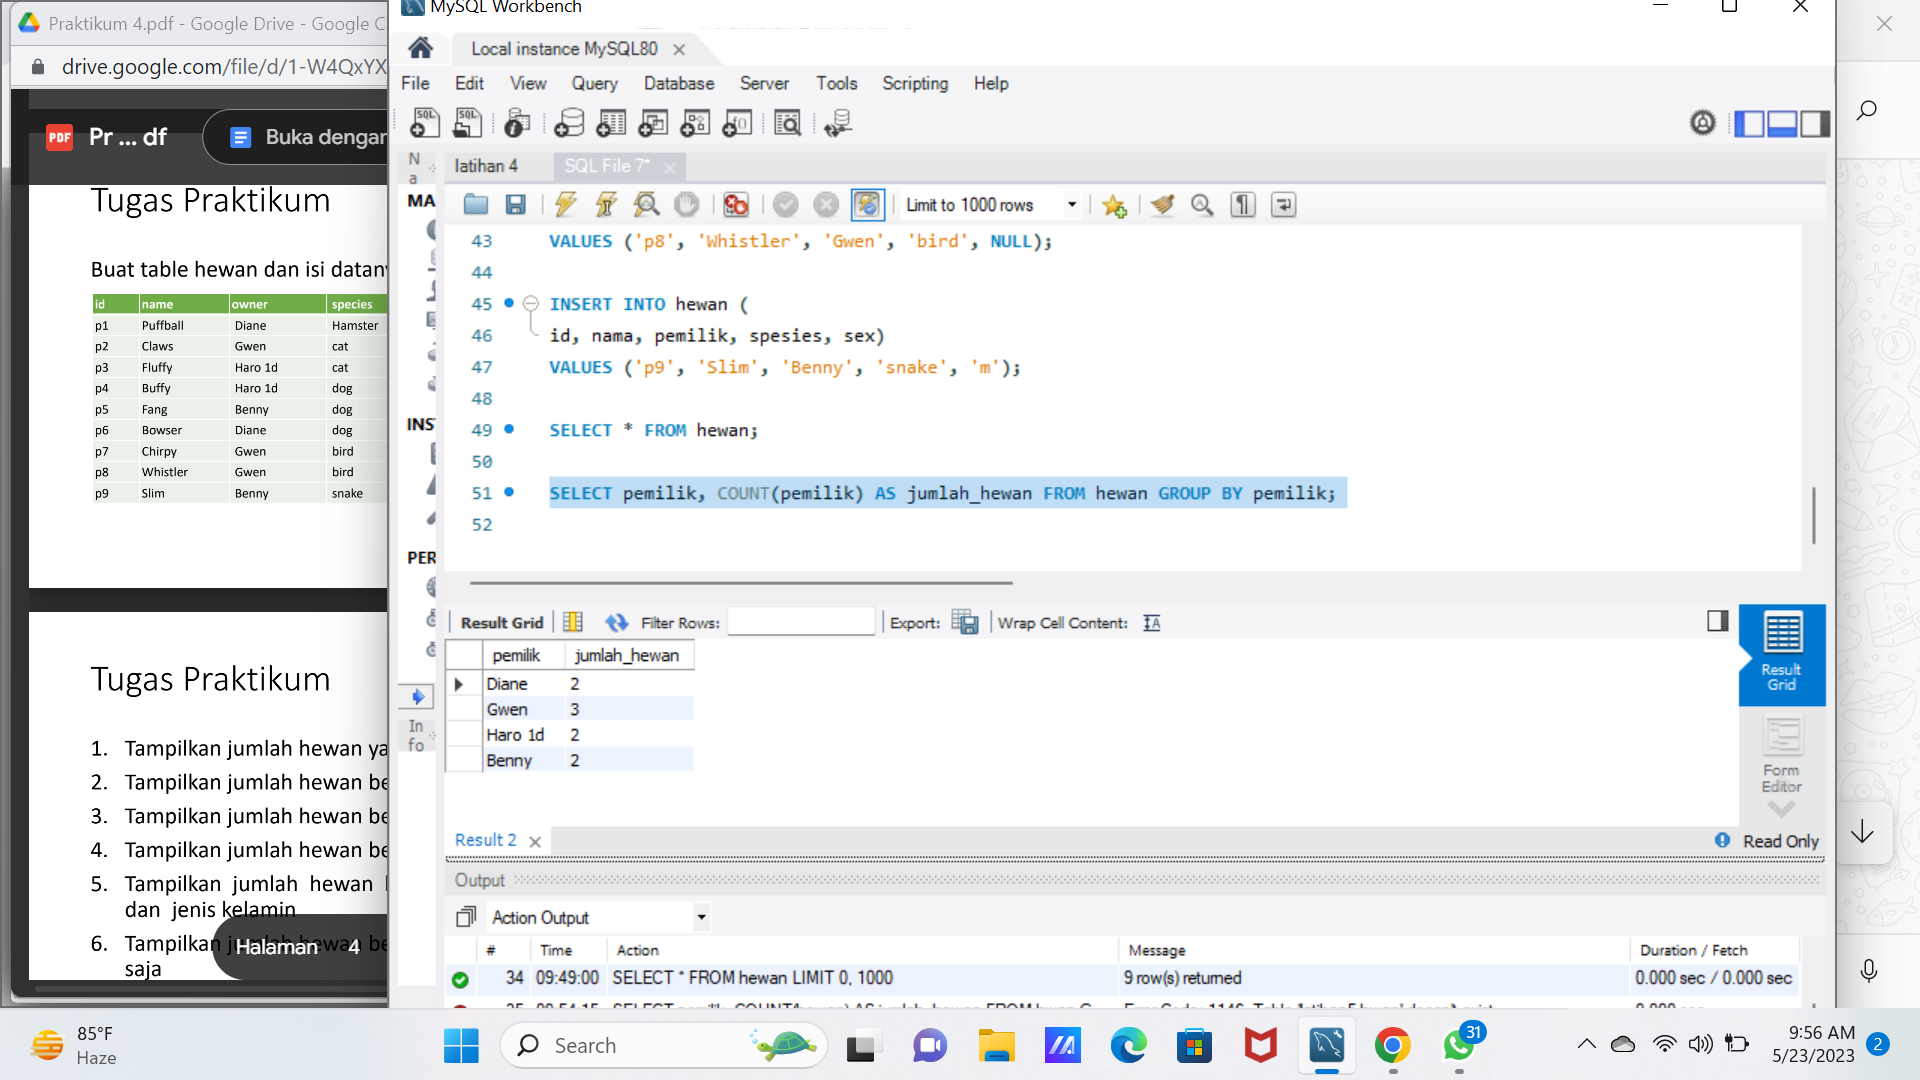 Praktikum 4.pdf - Google Drive - Google C
drive.google.com/file/d/1-W4QxYX
PDF
Pr ... df
Buka dengan
Tugas Praktikum
Buat table hewan dan isi datany
id name owner species
p1 Puffball Diane Hamster
p2 Claws Gwen cat
p3 Fluffy Haro 1d cat
p4 Buffy Haro 1d dog
p5 Fang Benny dog
p6 Bowser Diane dog
p7 Chirpy Gwen bird
p8 Whistler Gwen bird
p9 Slim Benny snake
Tugas Praktikum
1. Tampilkan jumlah hewan ya
2. Tampilkan jumlah hewan be
3. Tampilkan jumlah hewan be
4. Tampilkan jumlah hewan be
5. Tampilkan jumlah hewan
dan jenis kelamin
6. Tampilkan jumlah hewan be
saja
Halaman 4
MySQL Workbench
Local instance MySQL80
File Edit View Query Database Server Tools Scripting Help
Na
MA
INS
PER
Info
latihan 4
SQL File 7*
Limit to 1000 rows
43 VALUES ('p8', 'Whistler', 'Gwen', 'bird', NULL);
44
45 INSERT INTO hewan (
46 id, nama, pemilik, spesies, sex)
47 VALUES ('p9', 'Slim', 'Benny', 'snake', 'm');
48
49 SELECT * FROM hewan;
50
51 SELECT pemilik, COUNT(pemilik) AS jumlah_hewan FROM hewan GROUP BY pemilik;
52
Result Grid
Filter Rows:
Export:
Wrap Cell Content:
pemilik jumlah_hewan
Diane 2
Gwen 3
Haro 1d 2
Benny 2
Result Grid
Form Editor
Result 2
Read Only
Output
Action Output
# Time Action Message Duration / Fetch
34 09:49:00 SELECT * FROM hewan LIMIT 0, 1000 9 row(s) returned 0.000 sec / 0.000 sec
85°F
Haze
Search
31
9:56 AM
5/23/2023
2